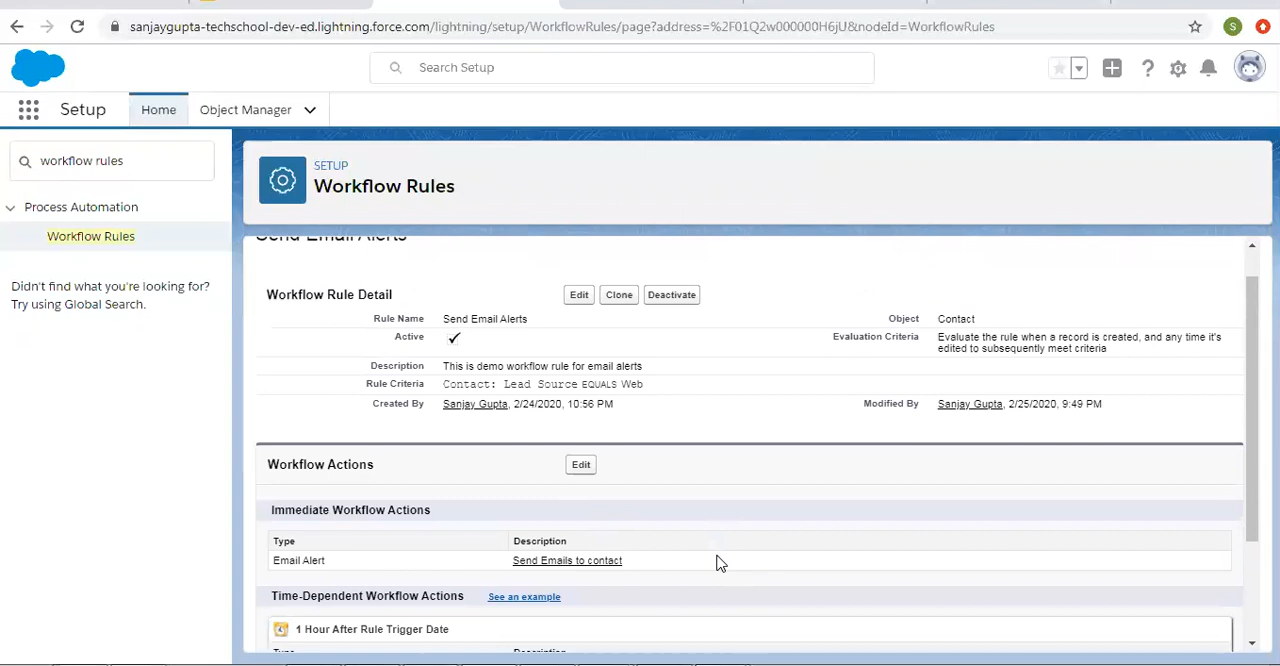 sanjaygupta-techschool-dev-ed.lightning.force.com/lightning/setup/WorkflowRules/page?address=%2F01Q2w000000H6jU&nodeId=WorkflowRules
S
Search Setup
Setup
Home
Object Manager
workflow rules
Process Automation
Workflow Rules
Didn't find what you're looking for?
Try using Global Search.
SETUP
Workflow Rules
Send Email Alerts
Workflow Rule Detail
Edit
Clone
Deactivate
Rule Name
Send Email Alerts
Object
Contact
Active
Evaluation Criteria
Evaluate the rule when a record is created, and any time it's
edited to subsequently meet criteria
Description
This is demo workflow rule for email alerts
Rule Criteria
Contact: Lead Source EQUALS Web
Created By
Sanjay Gupta, 2/24/2020, 10:56 PM
Modified By
Sanjay Gupta, 2/25/2020, 9:49 PM
Workflow Actions
Edit
Immediate Workflow Actions
Type
Description
Email Alert
Send Emails to contact
Time-Dependent Workflow Actions
See an example
1 Hour After Rule Trigger Date
Type
Description